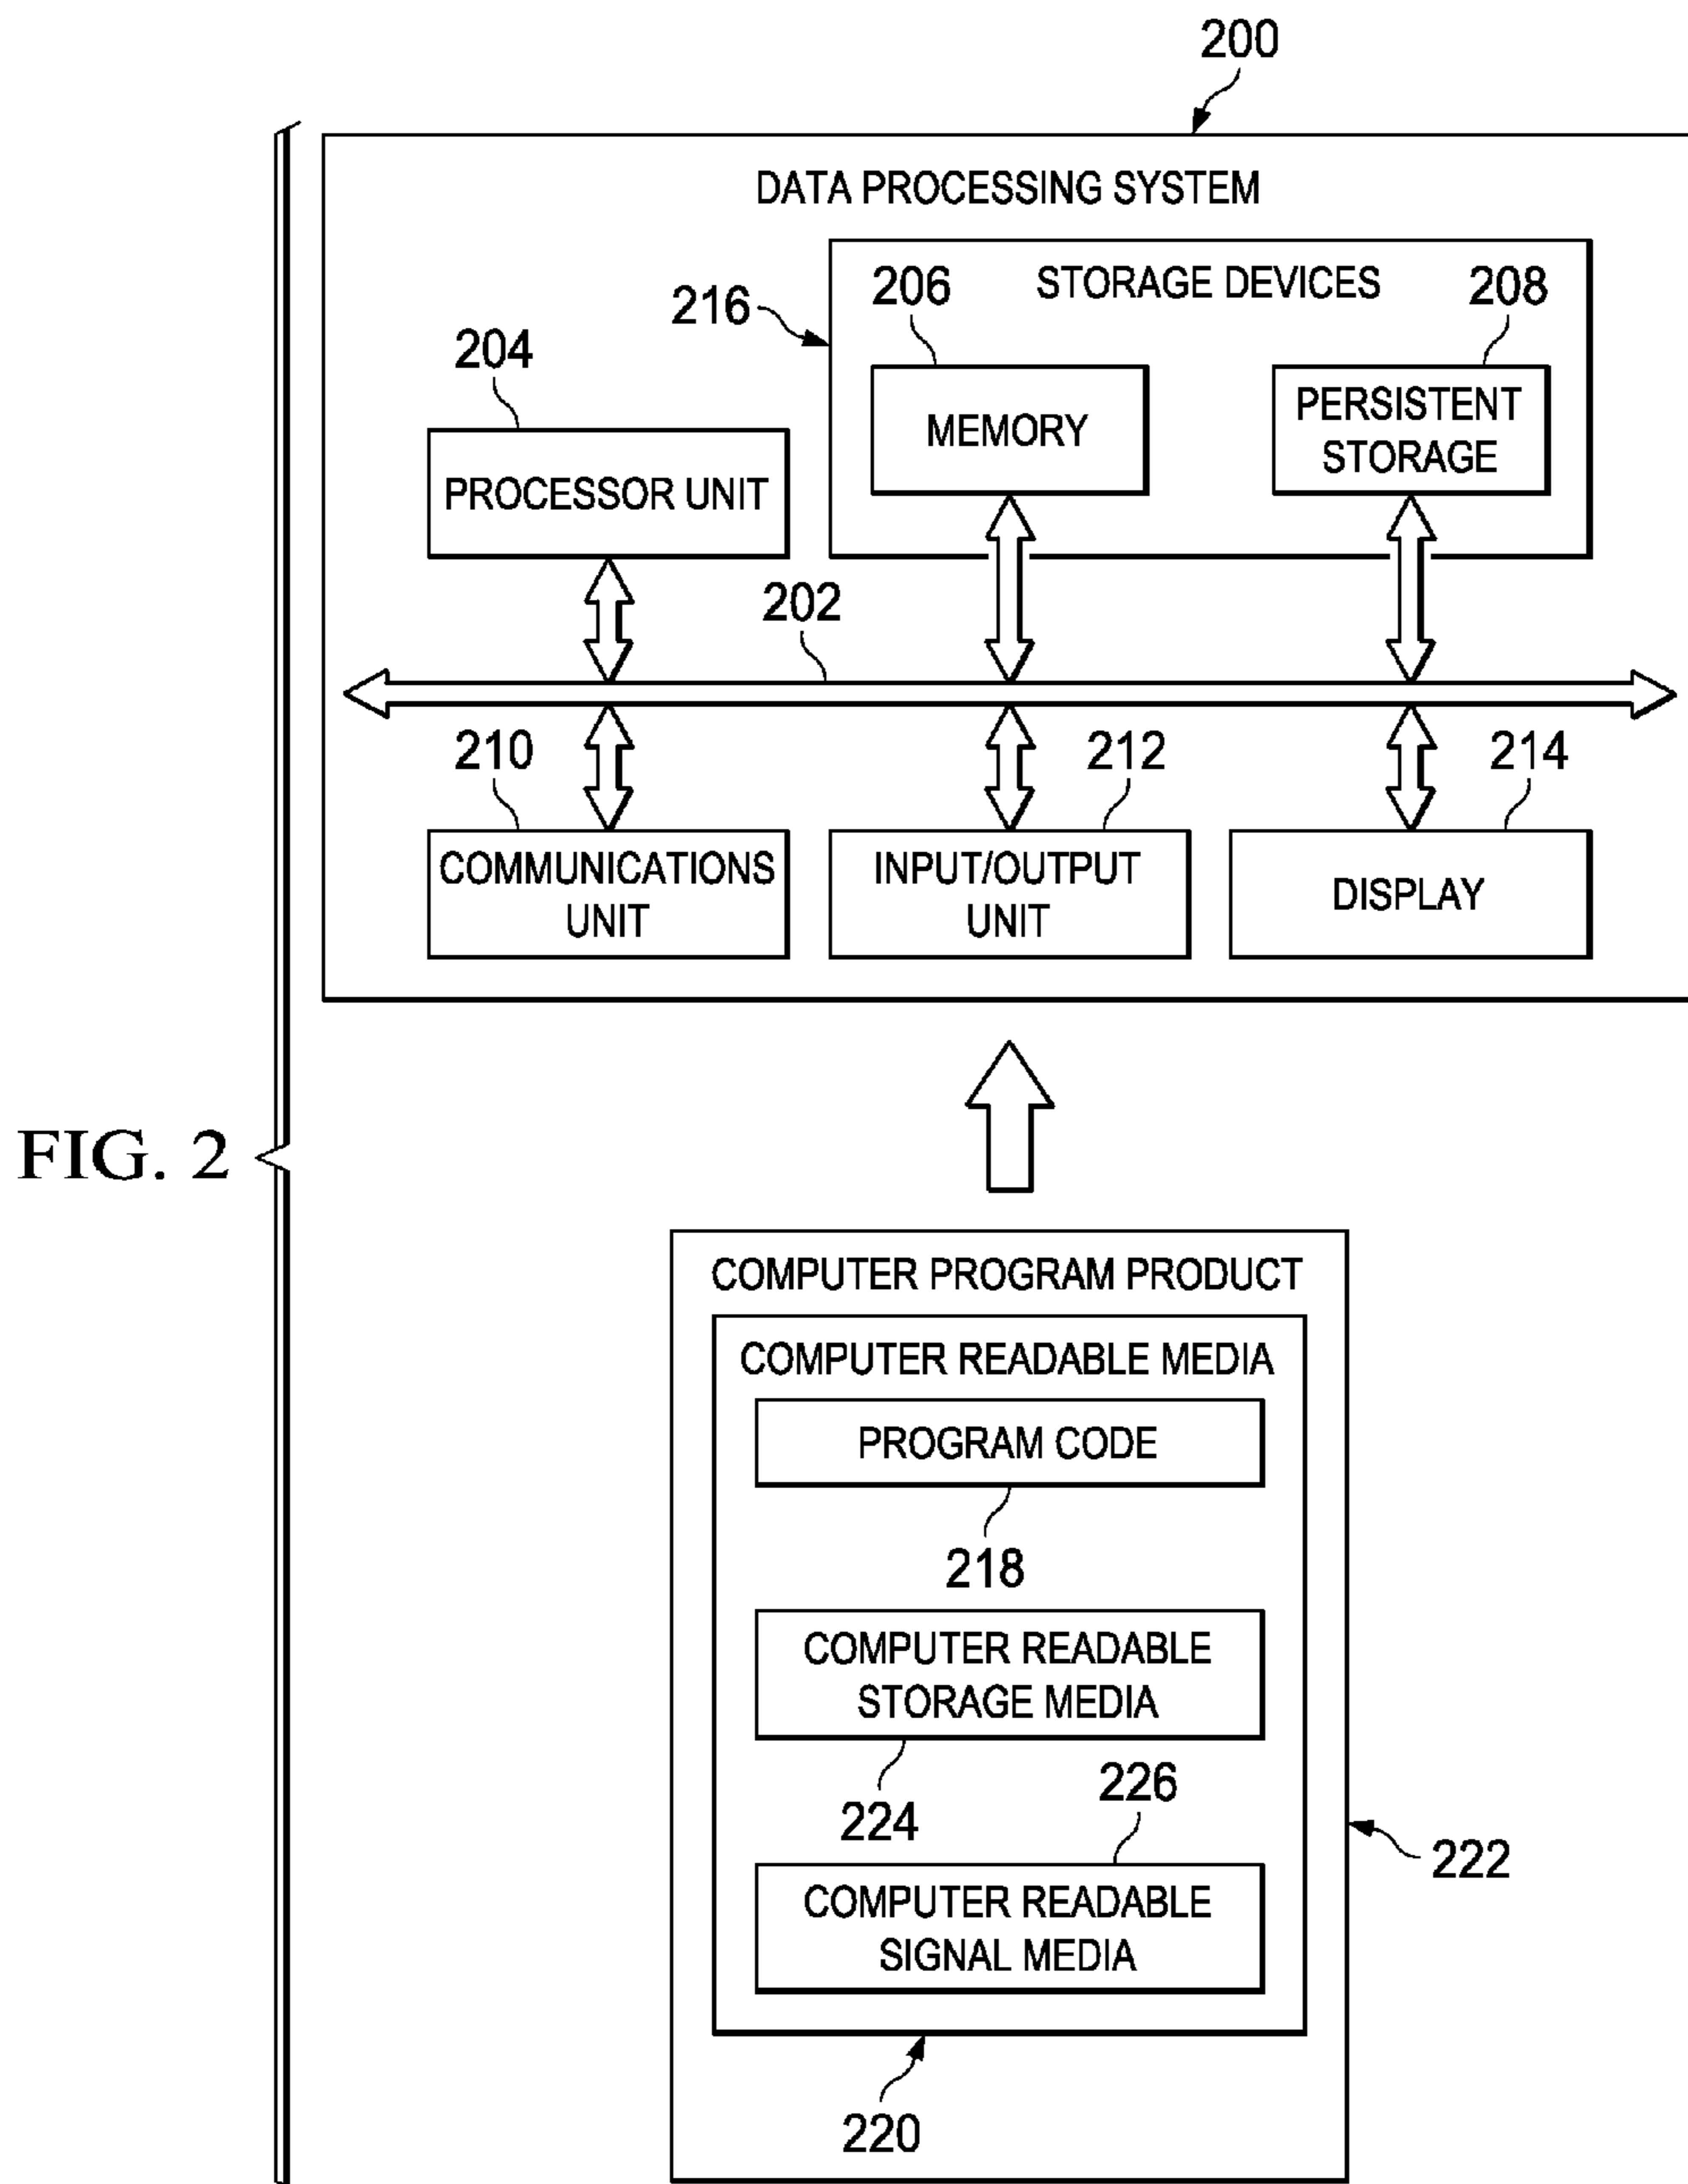 200
DATA PROCESSING SYSTEM
216
206
STORAGE DEVICES
208
204
MEMORY
PERSISTENT
STORAGE
PROCESSOR UNIT
202
210
212
214
COMMUNICATIONS
UNIT
INPUT/OUTPUT
UNIT
DISPLAY
FIG. 2
COMPUTER PROGRAM PRODUCT
COMPUTER READABLE MEDIA
PROGRAM CODE
218
COMPUTER READABLE
STORAGE MEDIA
224
226
222
COMPUTER READABLE
SIGNAL MEDIA
220